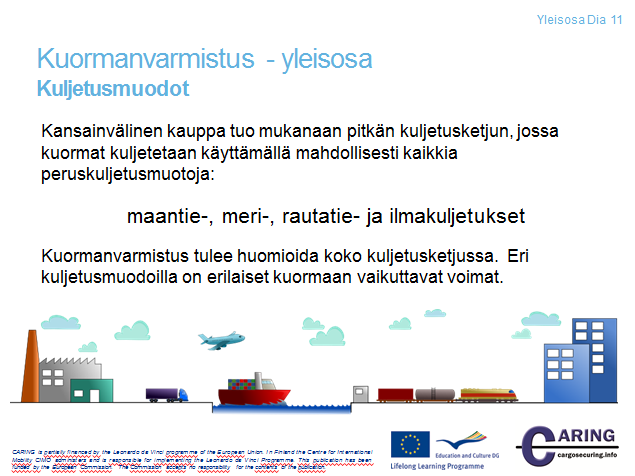 Yleisosa Dia 11
Kuormanvarmistus - yleisosa
Kuljetusmuodot
Kansainvälinen kauppa tuo mukanaan pitkän kuljetusketjun, jossa
kuormat kuljetetaan käyttämällä mahdollisesti kaikkia
peruskuljetusmuotoja:
maantie-, meri-, rautatie- ja ilmakuljetukset
Kuormanvarmistus tulee huomioida koko kuljetusketjussa. Eri
kuljetusmuodoilla on erilaiset kuormaan vaikuttavat voimat.
CARING is partially financed by the Leonardo da Vinci programme of the European Union. In Finland the Centre for International
Mobility CIMO administers and is responsible for implementing the Leonardo da Vinci Programme. This publication has been
funded by the European Commission. The Commission accepts no responsibility for the contents of the publication.
Education and Culture DG
Lifelong Learning Programme
CARING
cargosecuring.info